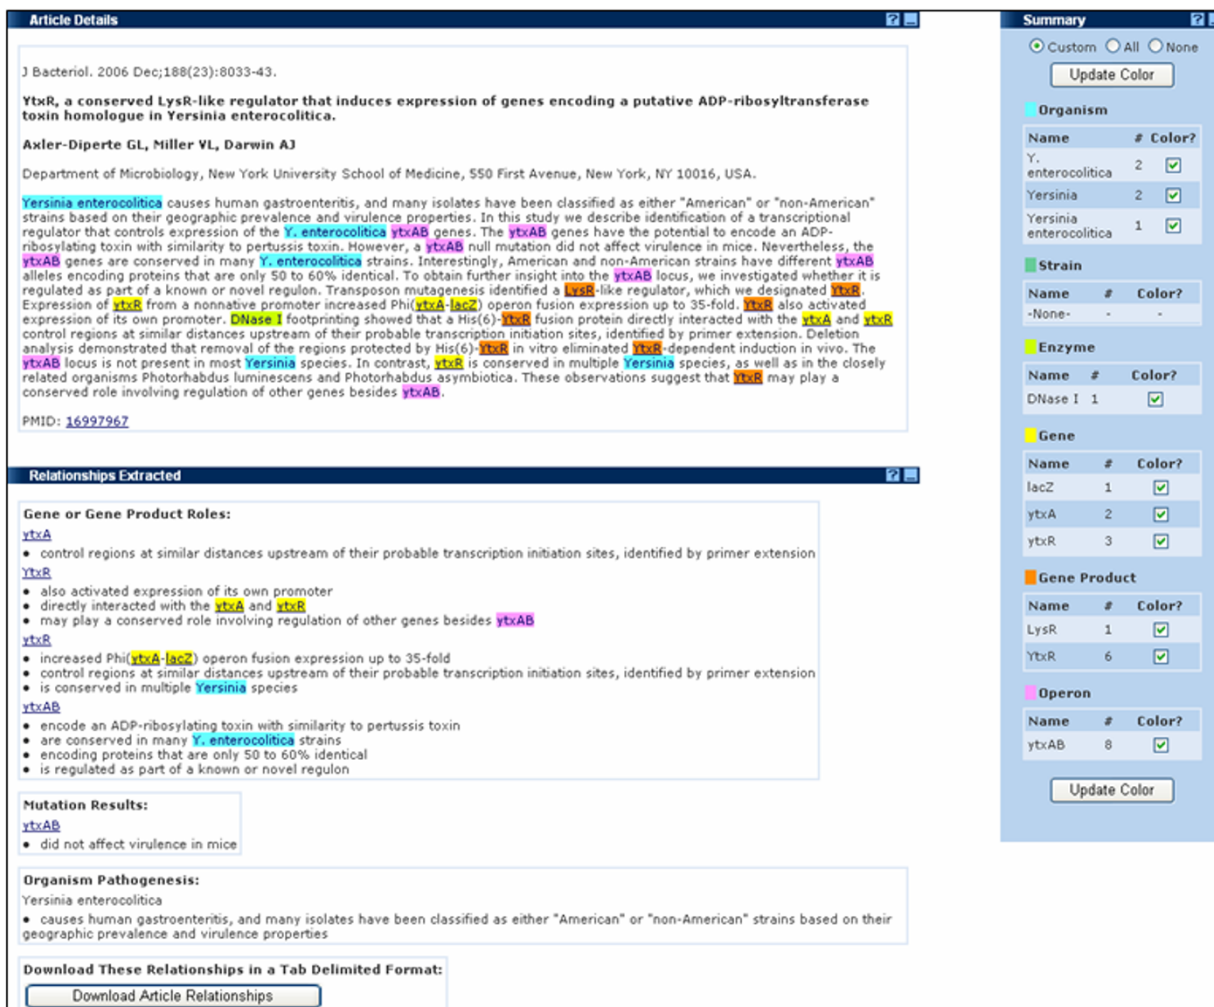 Article Details
J Bacteriol. 2006 Dec;188(23):8033-43.
YtxR, a conserved LysR-like regulator that induces expression of genes encoding a putative ADP-ribosyltransferase
toxin homologue in Yersinia enterocolitica.
Axler-Diperte GL, Miller VL, Darwin AJ
Department of Microbiology, New York University School of Medicine, 550 First Avenue, New York, NY 10016, USA.
Yersinia enterocolitica causes human gastroenteritis, and many isolates have been classified as either "American" or "non-American"
strains based on their geographic prevalence and virulence properties. In this study we describe identification of a transcriptional
regulator that controls expression of the Y. enterocolitica ytxAB genes. The ytxAB genes have the potential to encode an ADP-
ribosylating toxin with similarity to pertussis toxin. However, a ytxAB null mutation did not affect virulence in mice. Nevertheless, the
ytxAB genes are conserved in many Y. enterocolitica strains. Interestingly, American and non-American strains have different ytxAB
alleles encoding proteins that are only 50 to 60% identical. To obtain further insight into the ytxAB locus, we investigated whether it is
regulated as part of a known or novel regulon. Transposon mutagenesis identified a LysR-like regulator, which we designated YtxR.
Expression of ytxR from a nonnative promoter increased Phi(ytxA-lacZ) operon fusion expression up to 35-fold. YtxR also activated
expression of its own promoter. DNase I footprinting showed that a His(6)-YtxR fusion protein directly interacted with the ytxA and ytxR
control regions at similar distances upstream of their probable transcription initiation sites, identified by primer extension. Deletion
analysis demonstrated that removal of the regions protected by His(6)-YtxR in vitro eliminated YtxR-dependent induction in vivo. The
ytxAB locus is not present in most Yersinia species. In contrast, ytxR is conserved in multiple Yersinia species, as well as in the closely
related organisms Photorhabdus luminescens and Photorhabdus asymbiotica. These observations suggest that YtxR may play a
conserved role involving regulation of other genes besides ytxAB.
PMID: 16997967
Relationships Extracted
Gene or Gene Product Roles:
ytxA
• control regions at similar distances upstream of their probable transcription initiation sites, identified by primer extension
YtxR
• also activated expression of its own promoter
• directly interacted with the ytxA and ytxR
• may play a conserved role involving regulation of other genes besides ytxAB
ytxR
• increased Phi(ytxA-lacZ) operon fusion expression up to 35-fold
• control regions at similar distances upstream of their probable transcription initiation sites, identified by primer extension
• is conserved in multiple Yersinia species
ytxAB
• encode an ADP-ribosylating toxin with similarity to pertussis toxin
• are conserved in many Y. enterocolitica strains
• encoding proteins that are only 50 to 60% identical
• is regulated as part of a known or novel regulon
Mutation Results:
ytxAB
• did not affect virulence in mice
Organism Pathogenesis:
Yersinia enterocolitica
• causes human gastroenteritis, and many isolates have been classified as either "American" or "non-American" strains based on their
geographic prevalence and virulence properties
Download These Relationships in a Tab Delimited Format:
Download Article Relationships
Summary
Custom All None
Update Color
Organism
Name # Color?
Y.
enterocolitica 2
Yersinia 2
Yersinia
enterocolitica 1
Strain
Name # Color?
-None- - -
Enzyme
Name # Color?
DNase I 1
Gene
Name # Color?
lacZ 1
ytxA 2
ytxR 3
Gene Product
Name # Color?
LysR 1
YtxR 6
Operon
Name # Color?
ytxAB 8
Update Color